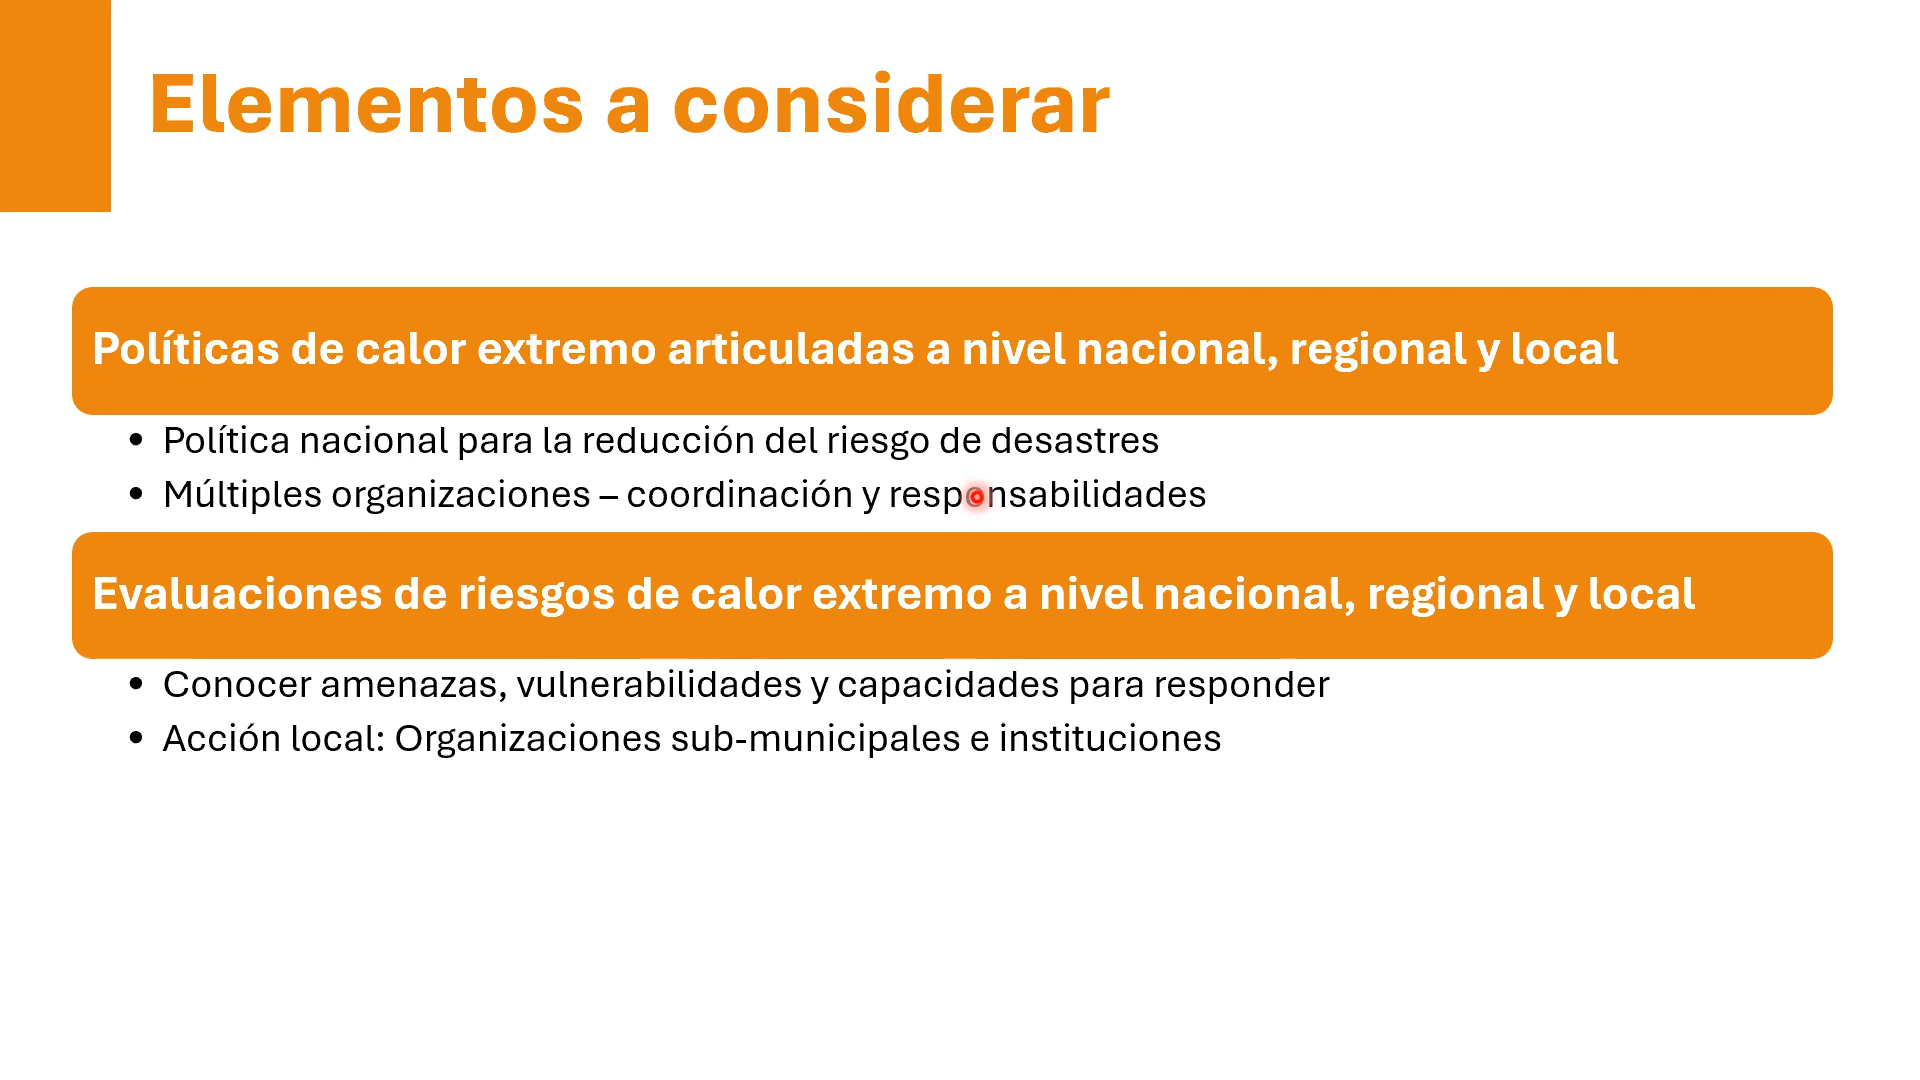 Elementos a considerar
Políticas de calor extremo articuladas a nivel nacional, regional y local
• Política nacional para la reducción del riesgo de desastres
• Múltiples organizaciones – coordinación y responsabilidades
Evaluaciones de riesgos de calor extremo a nivel nacional, regional y local
• Conocer amenazas, vulnerabilidades y capacidades para responder
• Acción local: Organizaciones sub-municipales e instituciones